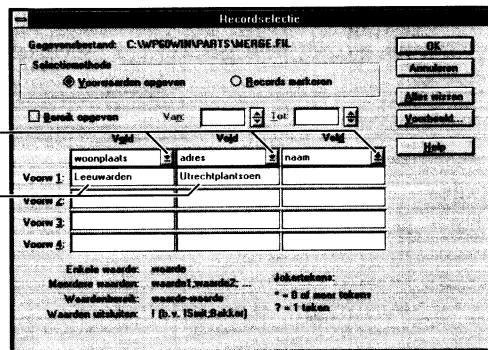 Recordselectie
Gegevensbestand: C:\WP60WIN\PARTS\MERGE.FIL
OK
Selectiemethode
Voorwaarden opgeven Records markeren
Annuleren
Alles wissen
Bereik opgeven Van: Tot:
Voorbeeld...
Veld Veld Veld
Help
woonplaats adres naam
Voorw 1: Leeuwarden Utrechtplantsoen
Voorw 2:
Voorw 3:
Voorw 4:
Enkele waarde: waarde
Meerdere waarden: waarde1;waarde2; ...
Waardenbereik: waarde-waarde
Waarden uitsluiten: ! (b.v. !Smit;Bakker)
Jokertekens:
* = 0 of meer tekens
? = 1 teken